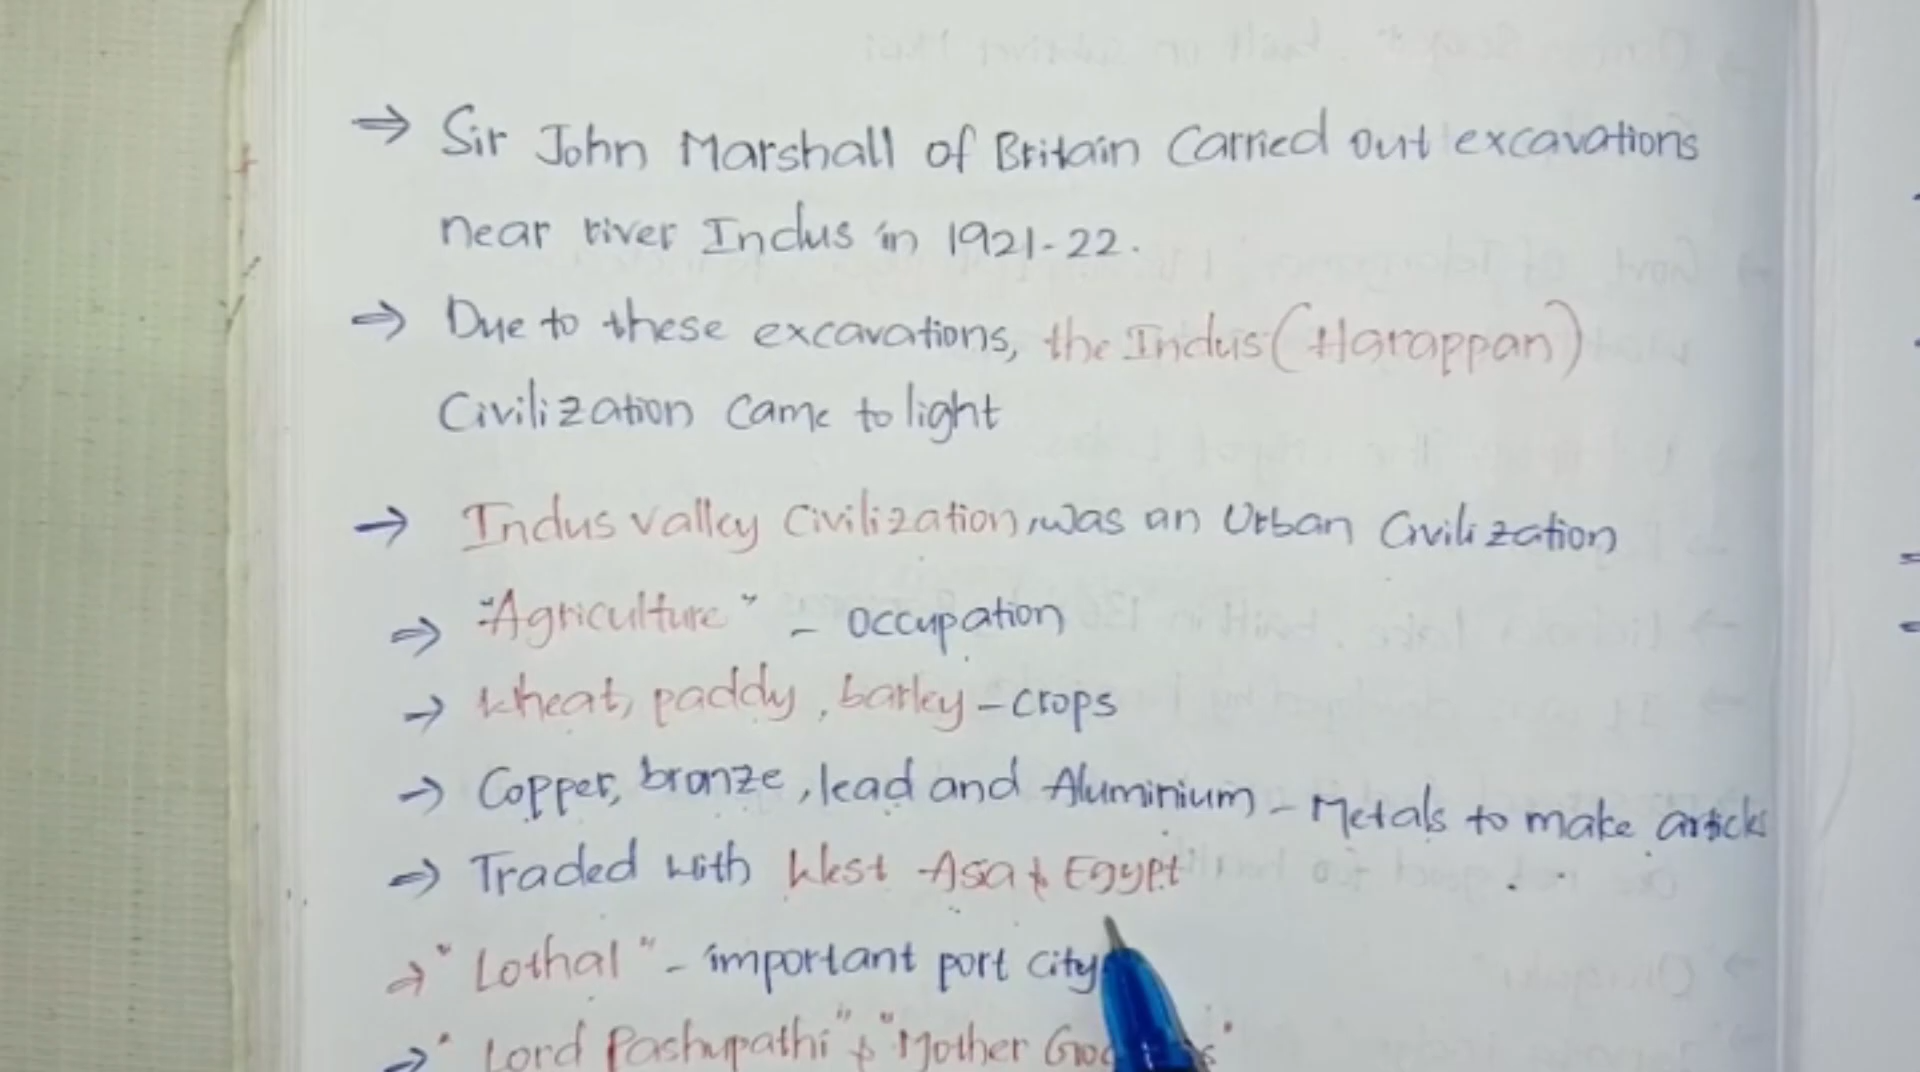 ⇒ Sir John Marshall of Britain Carried out excavations
near river Indus in 1921-22.
⇒ Due to these excavations, the Indus (Harappan)
Civilization came to light
→ Indus valley Civilization, was an Urban Civilization
⇒ "Agriculture" - occupation
→ Wheat, paddy, barley - crops
→ Copper, bronze, lead and Aluminium - Metals to make articles
⇒ Traded with West Asa & Egypt
→ "Lothal" - important port city
→ "Lord Pashupathi" & "Mother